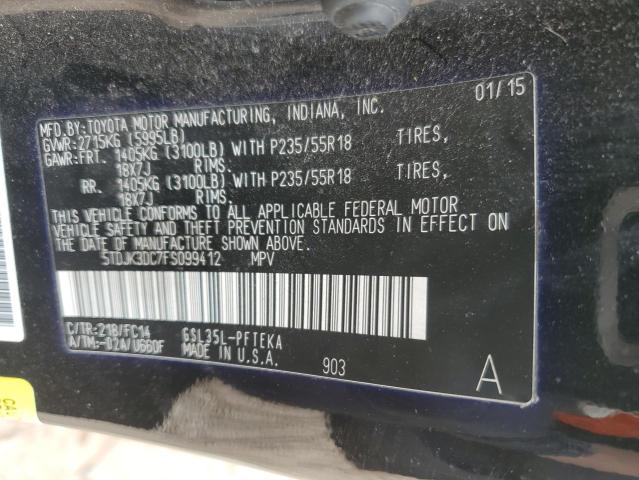 01/15
MFD.BY:TOYOTA MOTOR MANUFACTURING, INDIANA, INC.
GVWR: 2715KG (5995LB)
GAWR:FRT. 1405KG (3100LB) WITH P235/55R18 TIRES,
18X7J RIMS.
RR. 1405KG (3100LB) WITH P235/55R18 TIRES,
18X7J RIMS.
THIS VEHICLE CONFORMS TO ALL APPLICABLE FEDERAL MOTOR
VEHICLE SAFETY AND THEFT PREVENTION STANDARDS IN EFFECT ON
THE DATE OF MANUFACTURE SHOWN ABOVE.
5TDJK3DC7FS099412 MPV
C/TR:218/FC14 GSL35L-PFTEKA
A/TM:-02A/U660F MADE IN U.S.A.
903
A